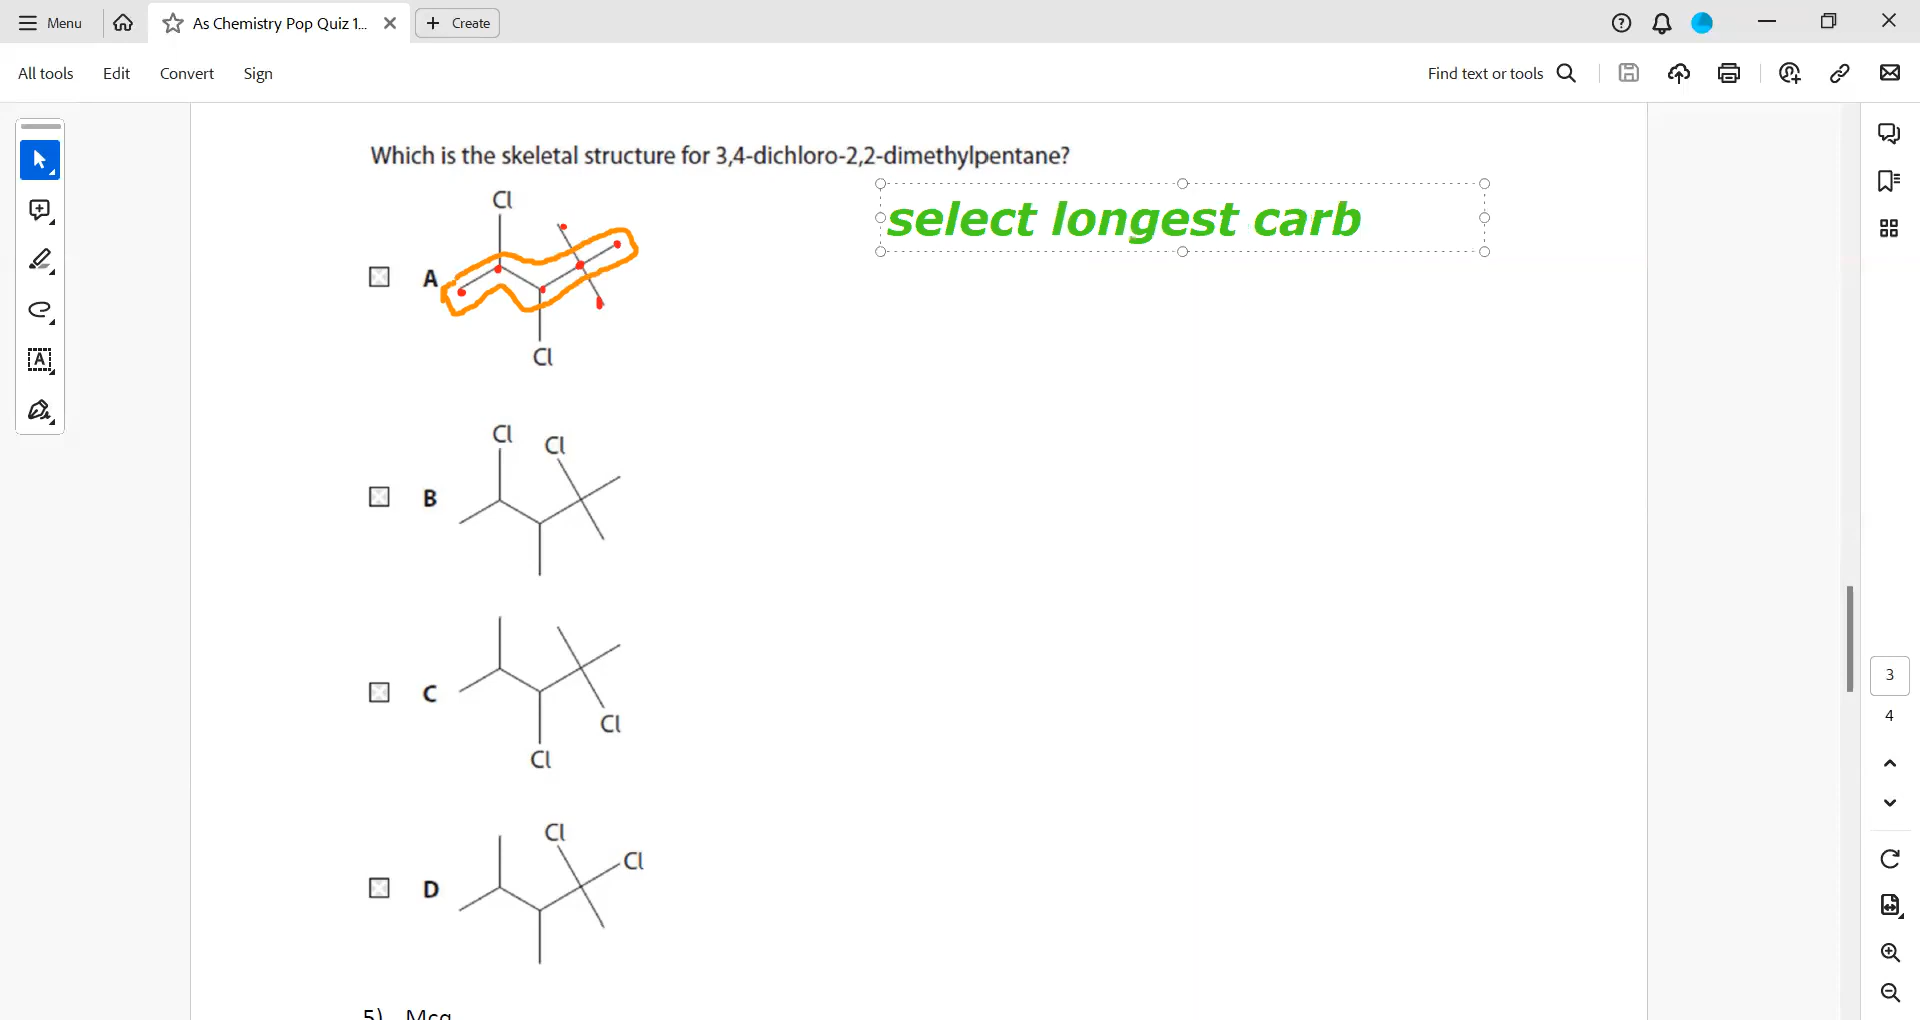 Menu
As Chemistry Pop Quiz 1...
Create
All tools
Edit
Convert
Sign
Find text or tools
Which is the skeletal structure for 3,4-dichloro-2,2-dimethylpentane?
select longest carb
Cl
A
Cl
Cl
Cl
B
C
Cl
Cl
Cl
Cl
D
5) Mcq
3
4